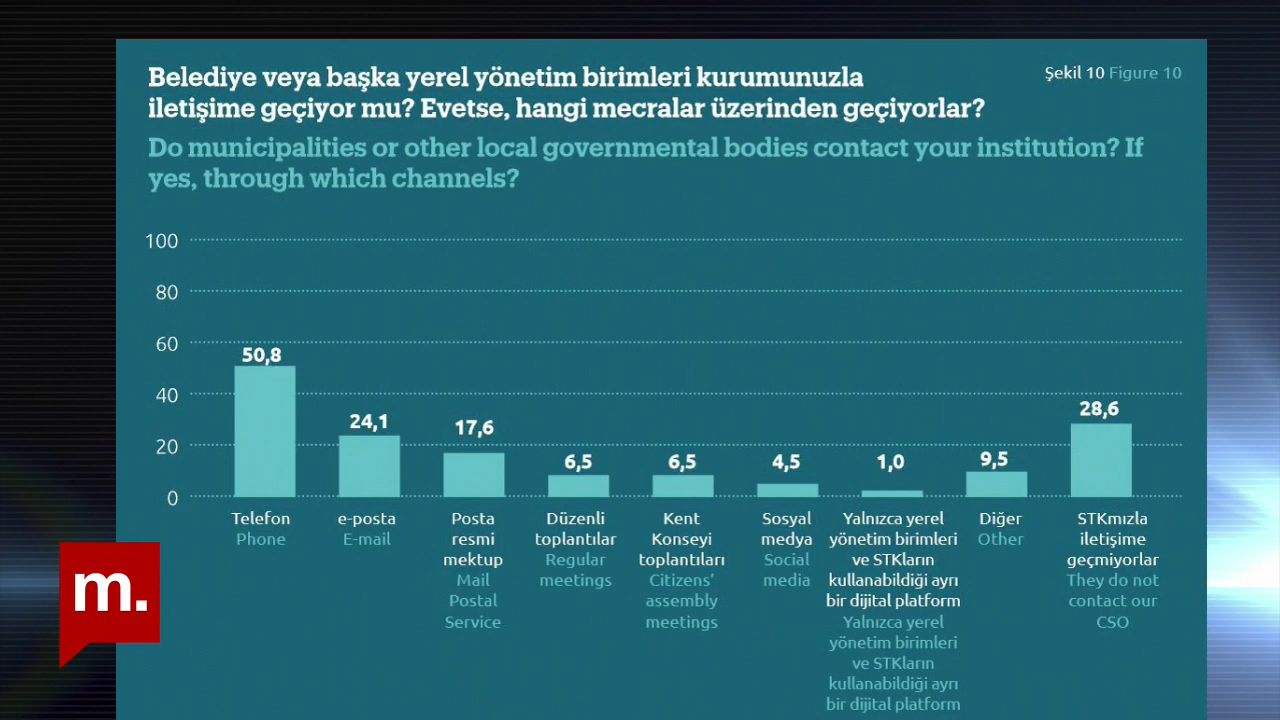 Belediye veya başka yerel yönetim birimleri kurumunuzla
iletişime geçiyor mu? Evetse, hangi mecralar üzerinden geçiyorlar?
Şekil 10 Figure 10
Do municipalities or other local governmental bodies contact your institution? If
yes, through which channels?
100
80
60
40
20
0
50,8
24,1
17,6
6,5
6,5
4,5
1,0
9,5
28,6
Telefon
Phone
e-posta
E-mail
Posta
resmi
mektup
Mail
Postal
Service
Düzenli
toplantılar
Regular
meetings
Kent
Konseyi
toplantıları
Citizens'
assembly
meetings
Sosyal
medya
Social
media
Yalnızca yerel
yönetim birimleri
ve STKların
kullanabildiği ayrı
bir dijital platform
Yalnızca yerel
yönetim birimleri
ve STKların
kullanabildiği ayrı
bir dijital platform
Diğer
Other
STKmızla
iletişime
geçmiyorlar
They do not
contact our
CSO
m.